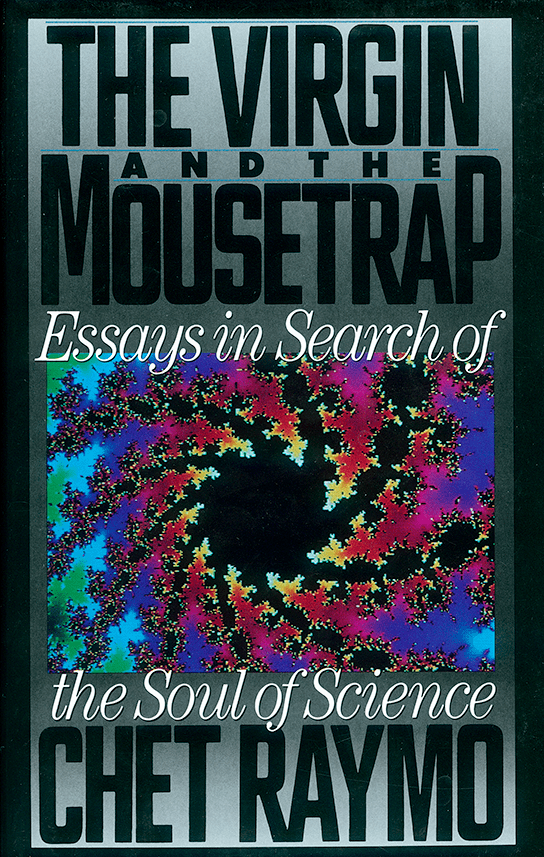 THE VIRGIN
AND THE
MOUSETRAP
Essays in Search of
the Soul of Science
CHET RAYMO